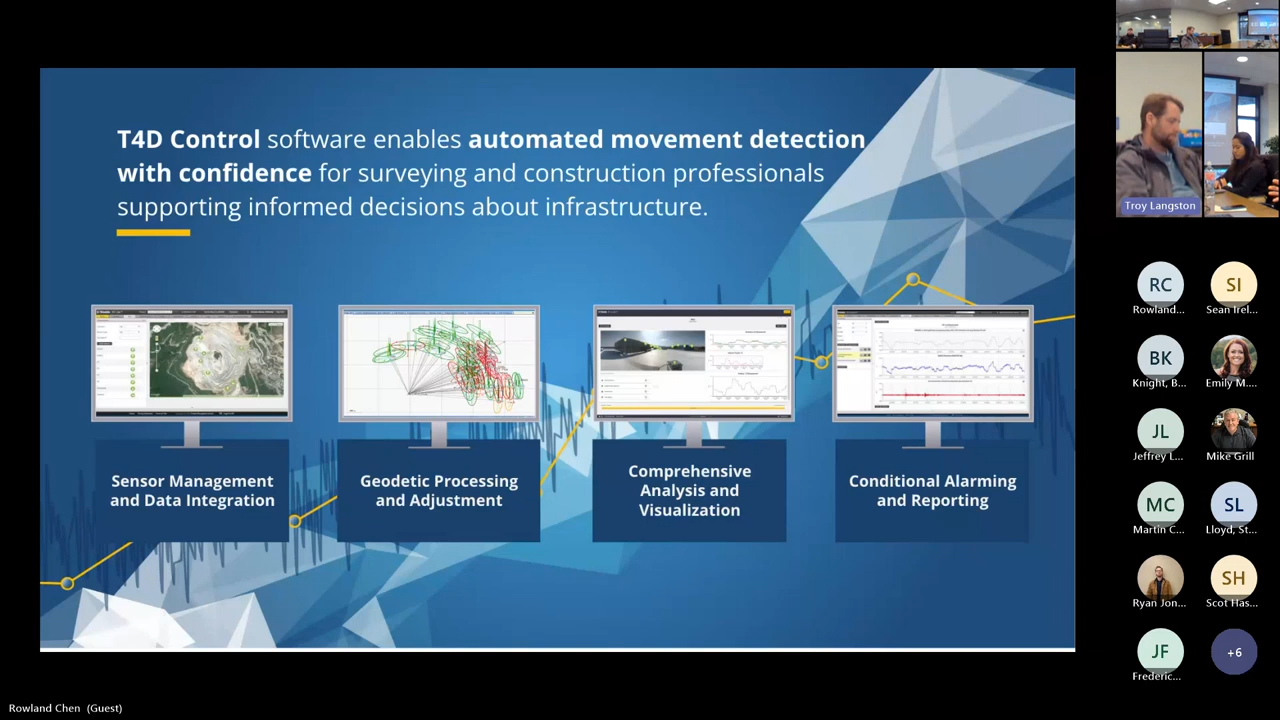 T4D Control software enables automated movement detection
with confidence for surveying and construction professionals
supporting informed decisions about infrastructure.
Sensor Management
and Data Integration
Geodetic Processing
and Adjustment
Comprehensive
Analysis and
Visualization
Conditional Alarming
and Reporting
Troy Langston
RC
SI
Rowland...
Sean Irel...
BK
Knight, B...
Emily M....
JL
Jeffrey L...
Mike Grill
MC
SL
Martin C...
Lloyd, St...
SH
Ryan Jon...
Scot Has...
JF
+6
Frederic...
Rowland Chen (Guest)